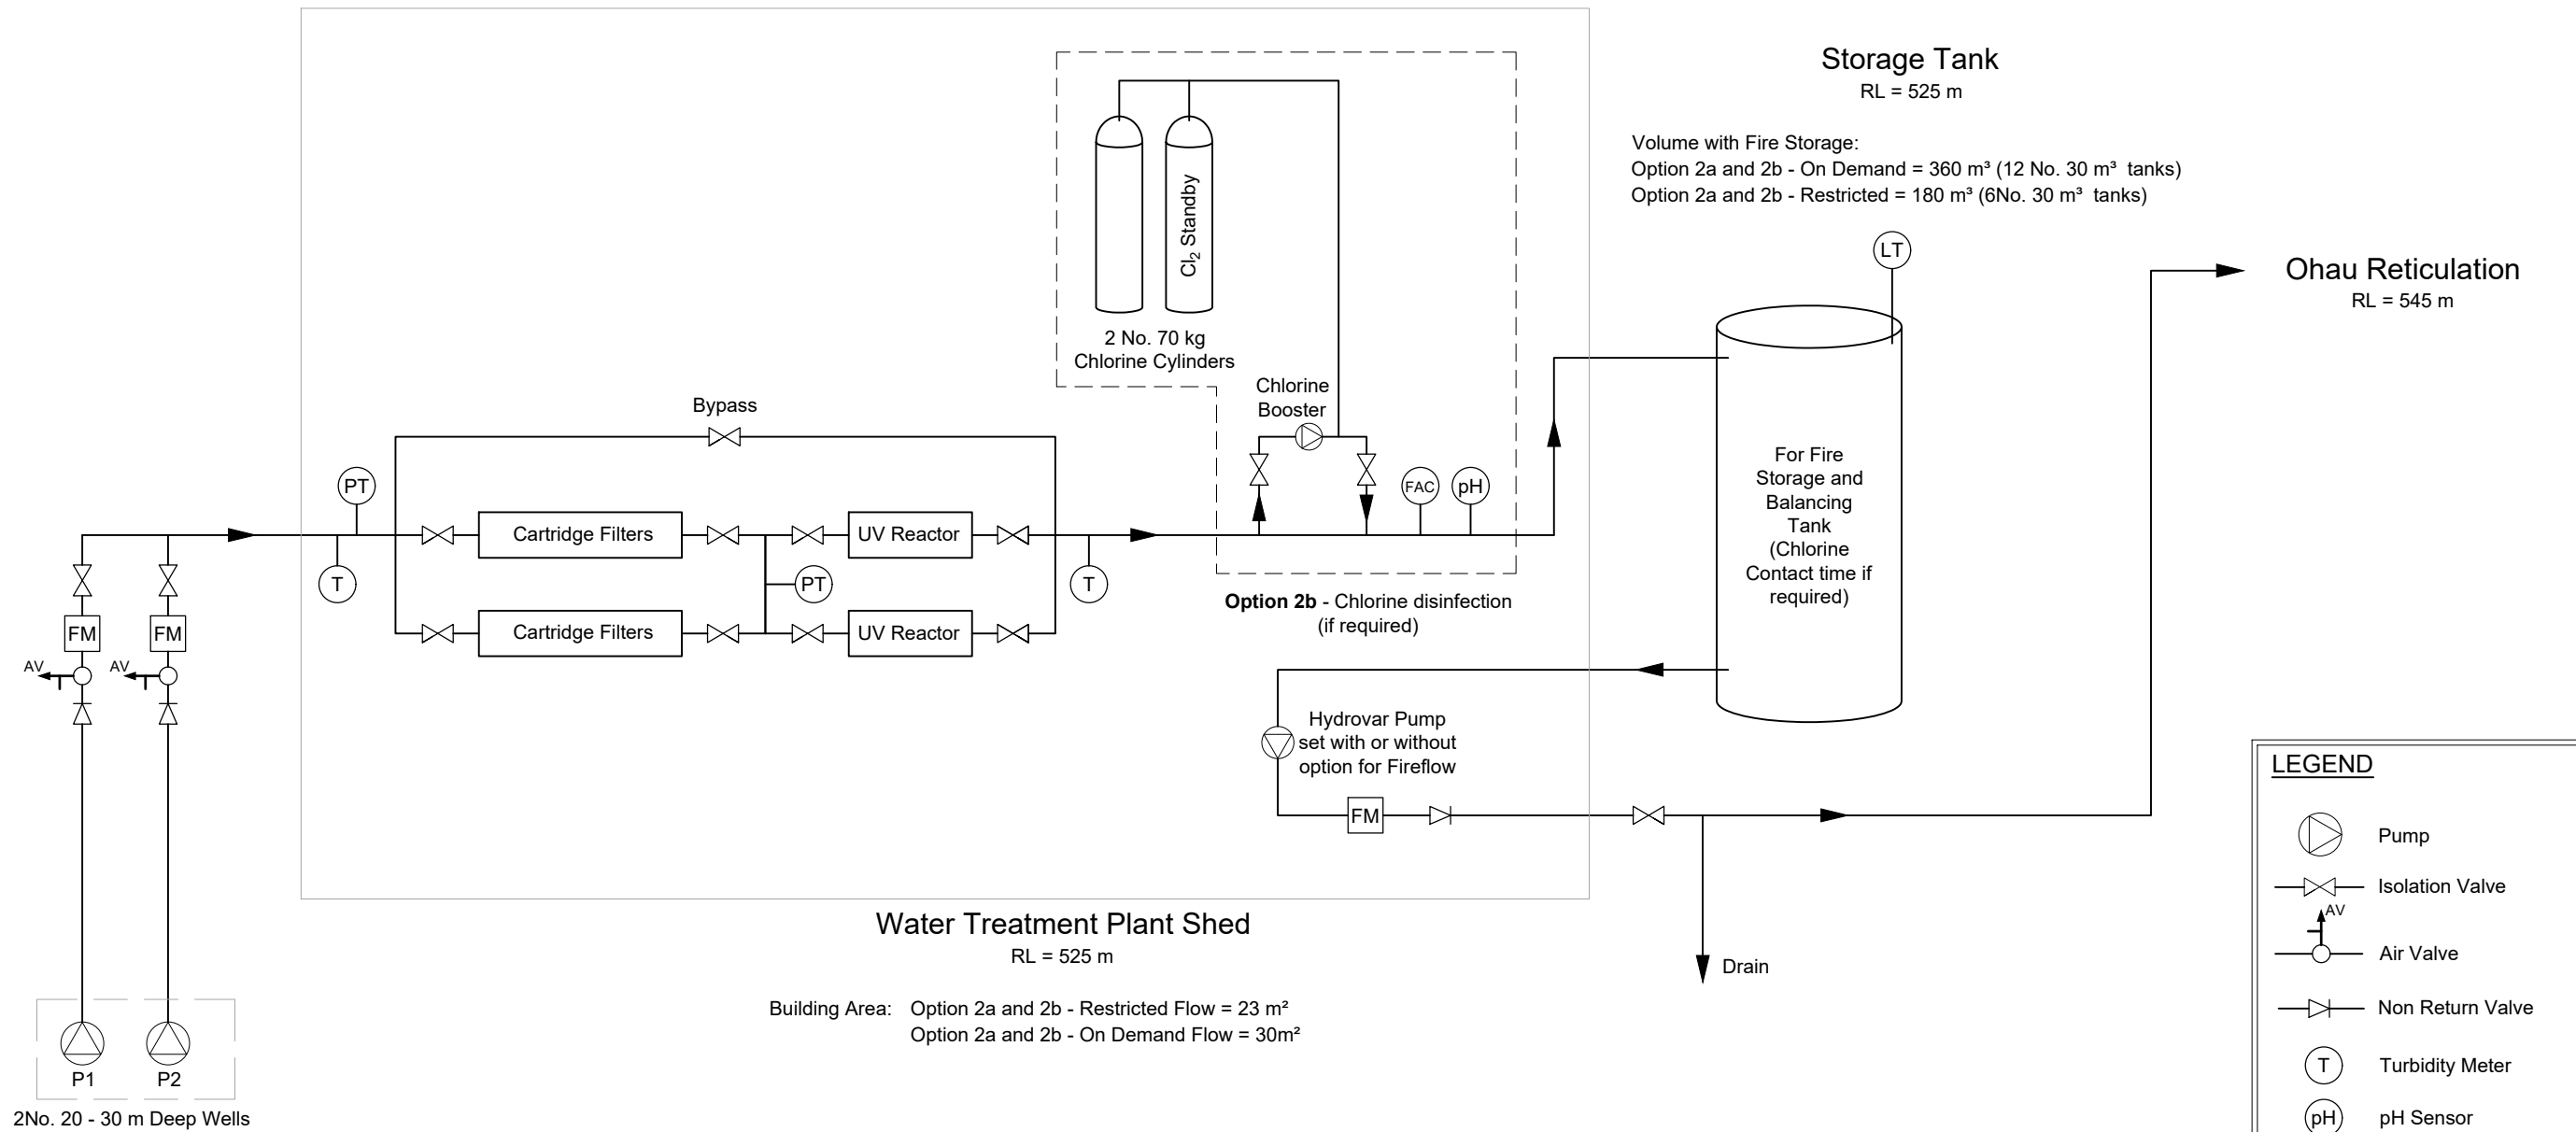 Storage Tank
RL = 525 m
Volume with Fire Storage:
Option 2a and 2b - On Demand = 360 m³ (12 No. 30 m³ tanks)
Option 2a and 2b - Restricted = 180 m³ (6No. 30 m³ tanks)
LT
Ohau Reticulation
RL = 545 m
Cl₂ Standby
2 No. 70 kg
Chlorine Cylinders
Chlorine
Booster
Bypass
PT
FAC
pH
Cartridge Filters
UV Reactor
T
PT
T
Cartridge Filters
UV Reactor
FM
FM
AV
AV
Option 2b - Chlorine disinfection
(if required)
For Fire
Storage and
Balancing
Tank
(Chlorine
Contact time if
required)
Hydrovar Pump
set with or without
option for Fireflow
FM
Drain
Water Treatment Plant Shed
RL = 525 m
Building Area: Option 2a and 2b - Restricted Flow = 23 m²
Option 2a and 2b - On Demand Flow = 30m²
P1
P2
2No. 20 - 30 m Deep Wells
LEGEND
Pump
Isolation Valve
AV
Air Valve
Non Return Valve
T Turbidity Meter
pH pH Sensor